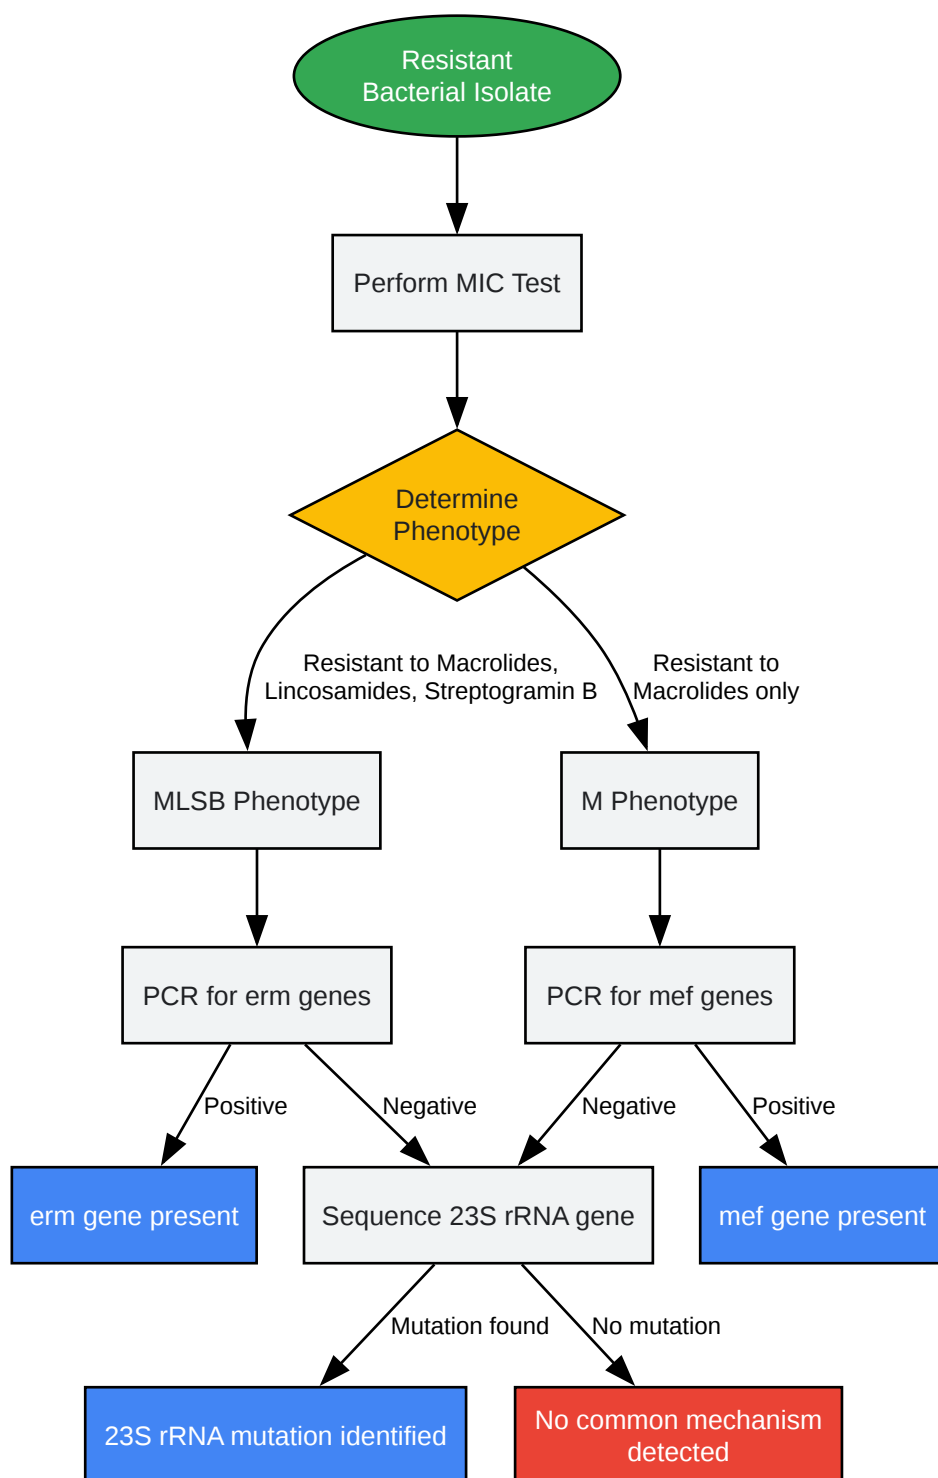 Resistant
Bacterial Isolate
Perform MIC Test
Determine
Phenotype
Resistant to Macrolides,
Lincosamides, Streptogramin B
Resistant to
Macrolides only
MLSB Phenotype
M Phenotype
PCR for erm genes
PCR for mef genes
Positive
Negative
Negative
Positive
erm gene present
Sequence 23S rRNA gene
mef gene present
Mutation found
No mutation
23S rRNA mutation identified
No common mechanism
detected